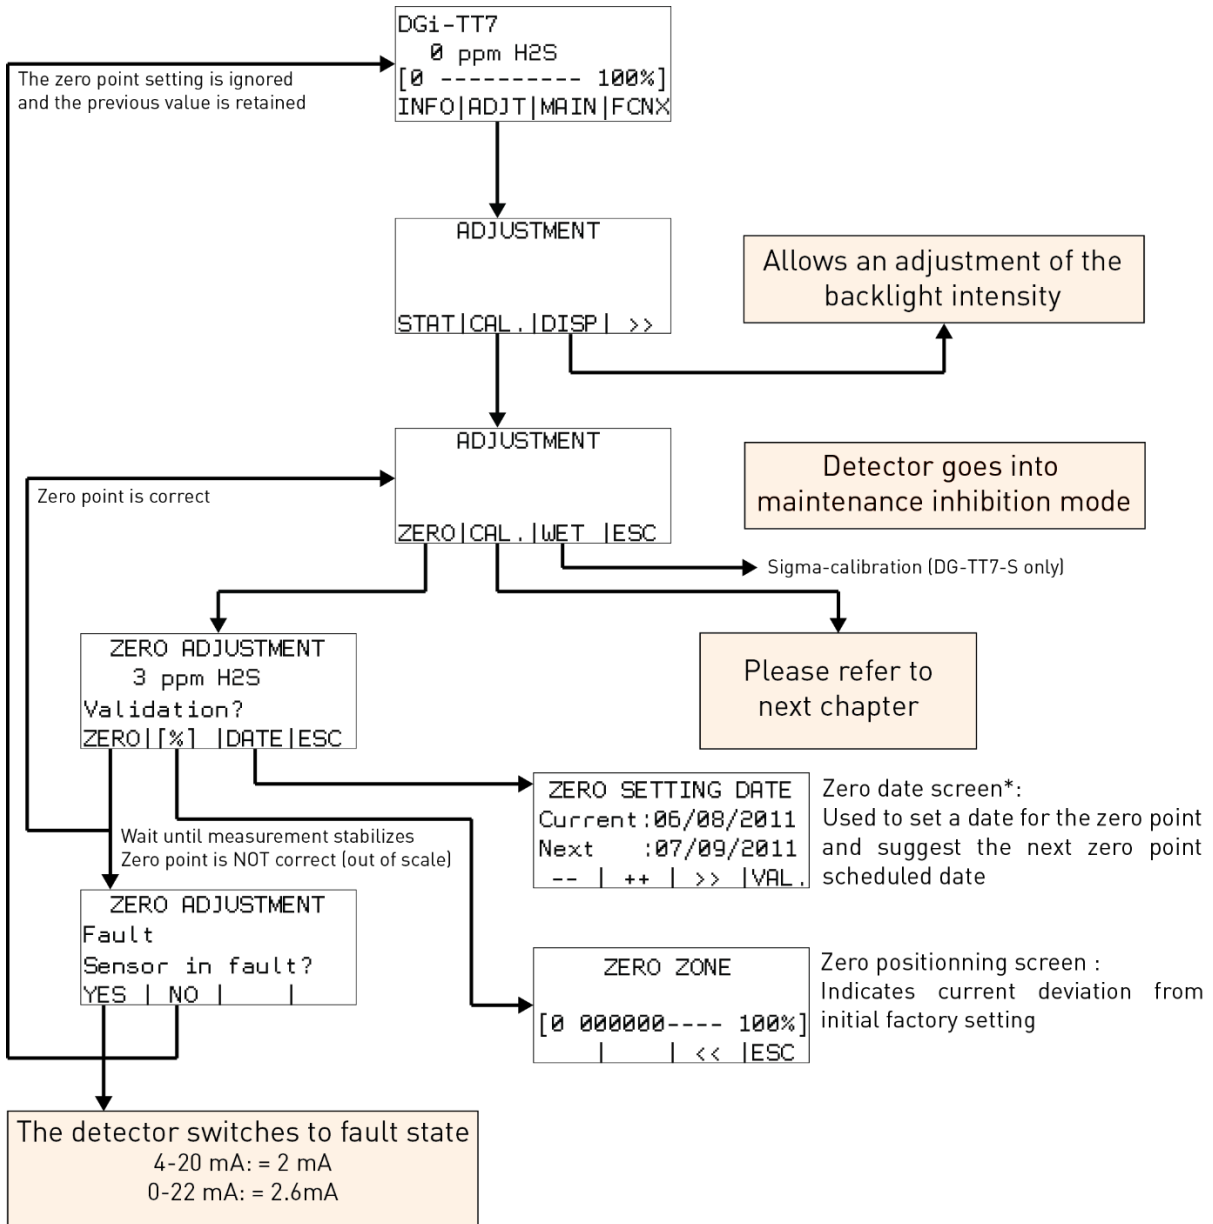 DGi-TT7
0 ppm H2S
[0 ---------- 100%]
INFO|ADJT|MAIN|FCNX
The zero point setting is ignored
and the previous value is retained
ADJUSTMENT
STAT|CAL.|DISP| >>
Allows an adjustment of the
backlight intensity
ADJUSTMENT
ZERO|CAL.|WET |ESC
Detector goes into
maintenance inhibition mode
Zero point is correct
Sigma-calibration (DG-TT7-S only)
ZERO ADJUSTMENT
3 ppm H2S
Validation?
ZERO|[%] |DATE|ESC
Please refer to
next chapter
ZERO SETTING DATE
Current:06/08/2011
Next :07/09/2011
-- | ++ | >> |VAL.
Zero date screen*:
Used to set a date for the zero point
and suggest the next zero point
scheduled date
Wait until measurement stabilizes
Zero point is NOT correct (out of scale)
ZERO ADJUSTMENT
Fault
Sensor in fault?
YES | NO | |
ZERO ZONE
[0 000000---- 100%]
| | << |ESC
Zero positionning screen :
Indicates current deviation from
initial factory setting
The detector switches to fault state
4-20 mA: = 2 mA
0-22 mA: = 2.6mA